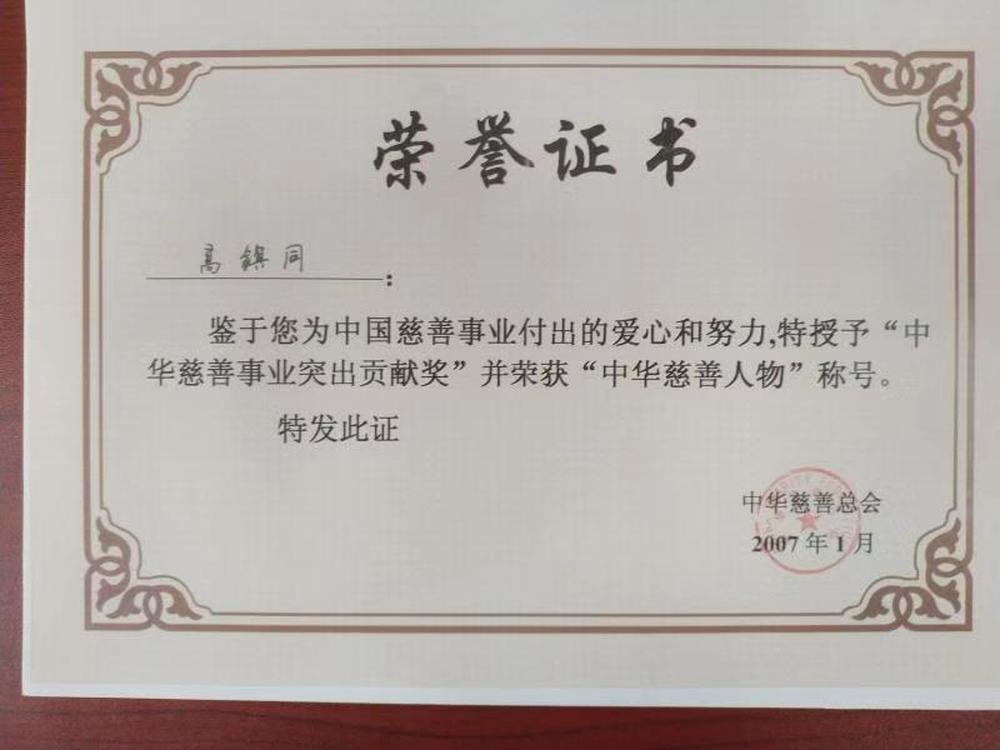 荣誉证书
高镇同
：
鉴于您为中国慈善事业付出的爱心和努力,特授予“中
华慈善事业突出贡献奖”并荣获“中华慈善人物”称号。
特发此证
中华慈善总会
2007年1月